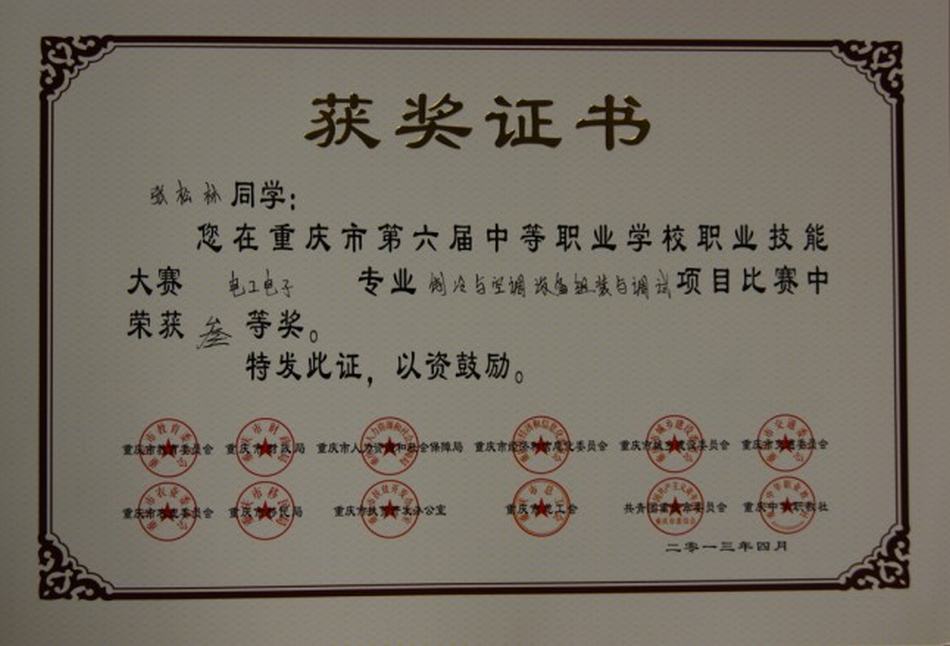 获奖证书
张松林同学：
您在重庆市第六届中等职业学校职业技能
大赛 电工电子 专业 制冷与空调设备组装与调试项目比赛中
荣获 叁 等奖。
特发此证，以资鼓励。
重庆市教育委员会 重庆市财政局 重庆市人力资源和社会保障局 重庆市经济和信息化委员会 重庆市城乡建设委员会 重庆市交通委员会
重庆市农业委员会 重庆市移民局 重庆市扶贫开发办公室 重庆市总工会 共青团重庆市委员会 重庆中华职教社
二零一三年四月